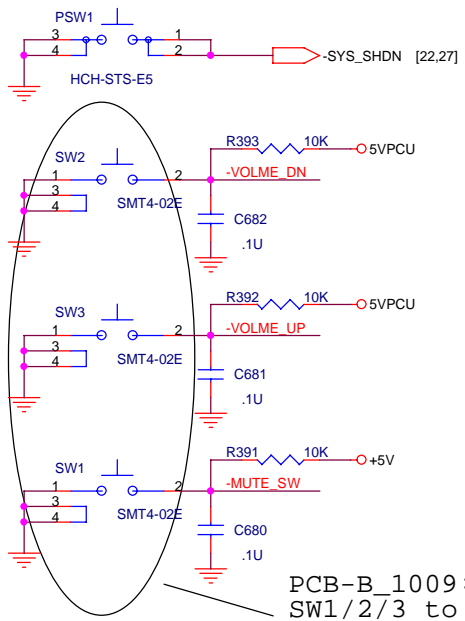 PSW1
3 1
4 2
-SYS_SHDN [22,27]
HCH-STS-E5
R393 10K
5VPCU
SW2
1 2
-VOLME_DN
3
4
SMT4-02E
C682
.1U
R392 10K
5VPCU
SW3
1 2
-VOLME_UP
3
4
SMT4-02E
C681
.1U
R391 10K
+5V
SW1
1 2
-MUTE_SW
3
4
SMT4-02E
C680
.1U
PCB-B_1009
SW1/2/3 to